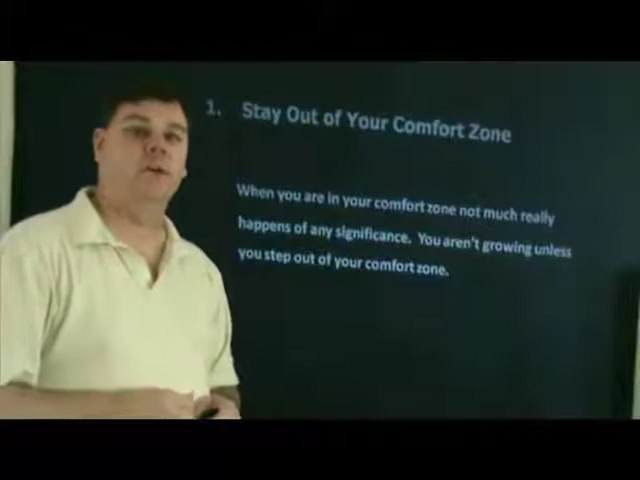 1. Stay Out of Your Comfort Zone
When you are in your comfort zone not much really
happens of any significance. You aren't growing unless
you step out of your comfort zone.